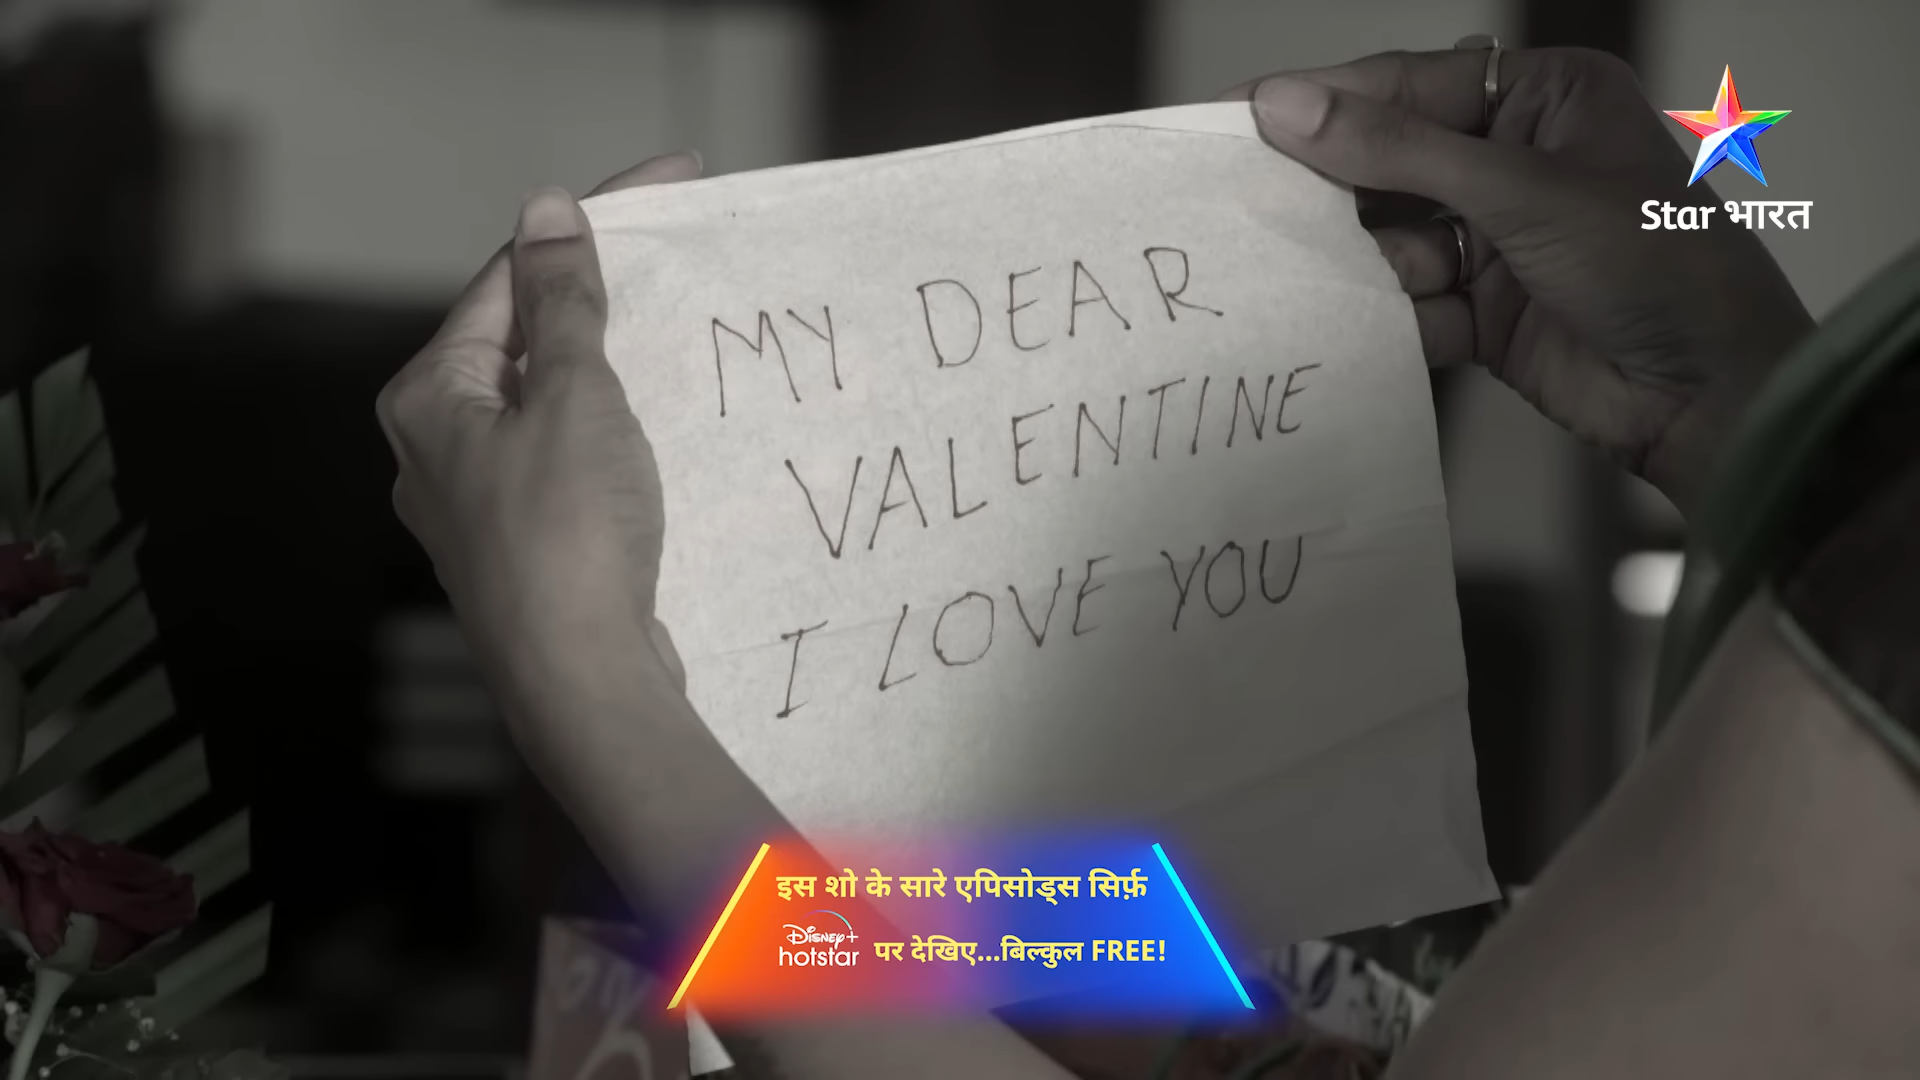 Star भारत
MY DEAR
VALENTINE
I LOVE YOU
इस शो के सारे एपिसोड्स सिर्फ़
Disney+ hotstar पर देखिए...बिल्कुल FREE!